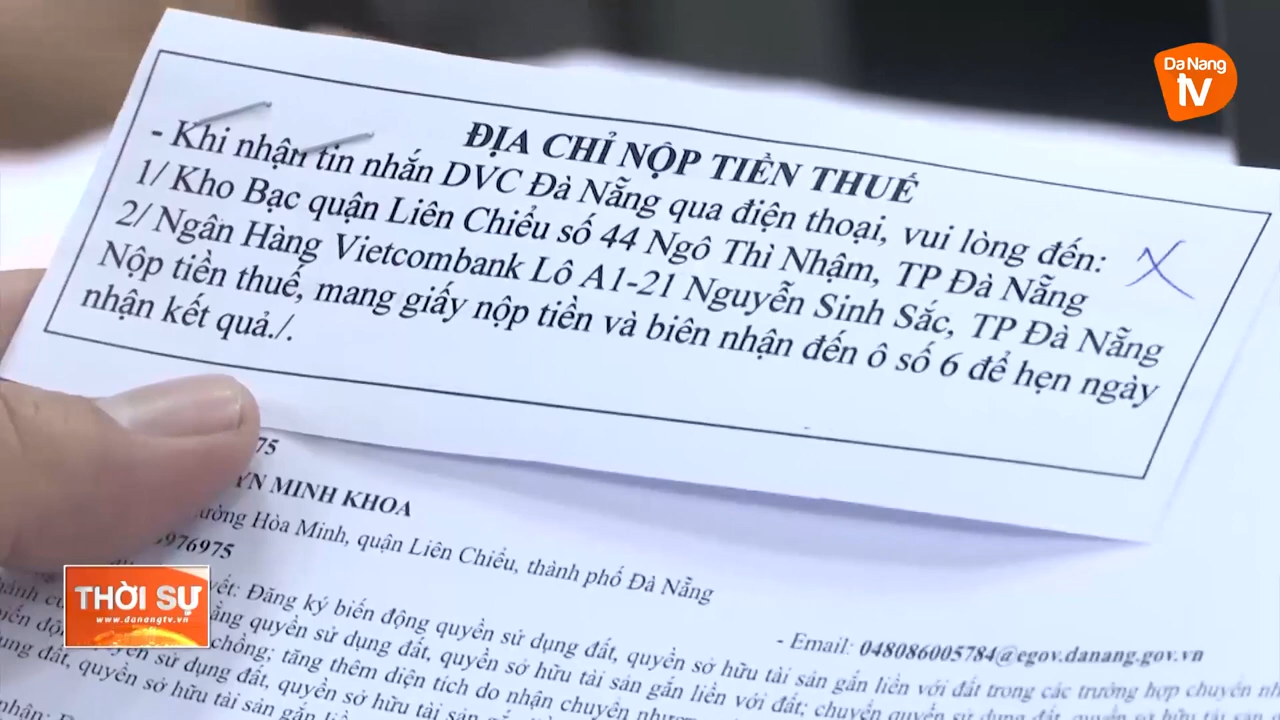 Da Nang
tv
ĐỊA CHỈ NỘP TIỀN THUẾ
- Khi nhận tin nhắn DVC Đà Nẵng qua điện thoại, vui lòng đến:
1/ Kho Bạc quận Liên Chiểu số 44 Ngô Thì Nhậm, TP Đà Nẵng
2/ Ngân Hàng Vietcombank Lô A1-21 Nguyễn Sinh Sắc, TP Đà Nẵng
Nộp tiền thuế, mang giấy nộp tiền và biên nhận đến ô số 6 để hẹn ngày
nhận kết quả./.
75
MINH KHOA
Hòa Minh, quận Liên Chiểu, thành phố Đà Nẵng
976975
- Email: 048086005784@egov.danang.gov.vn
Đăng ký biến động quyền sử dụng đất, quyền sở hữu tài sản gắn liền với đất trong các trường hợp chuyển
quyền sử dụng đất, quyền sở hữu tài sản gắn liền với đất; chuyển quyền sử dụng đất, quyền sở hữu
chồng; tăng thêm diện tích do nhận chuyển
đất, quyền sở hữu tài sản gắn liền
THỜI SỰ
www.danangtv.vn